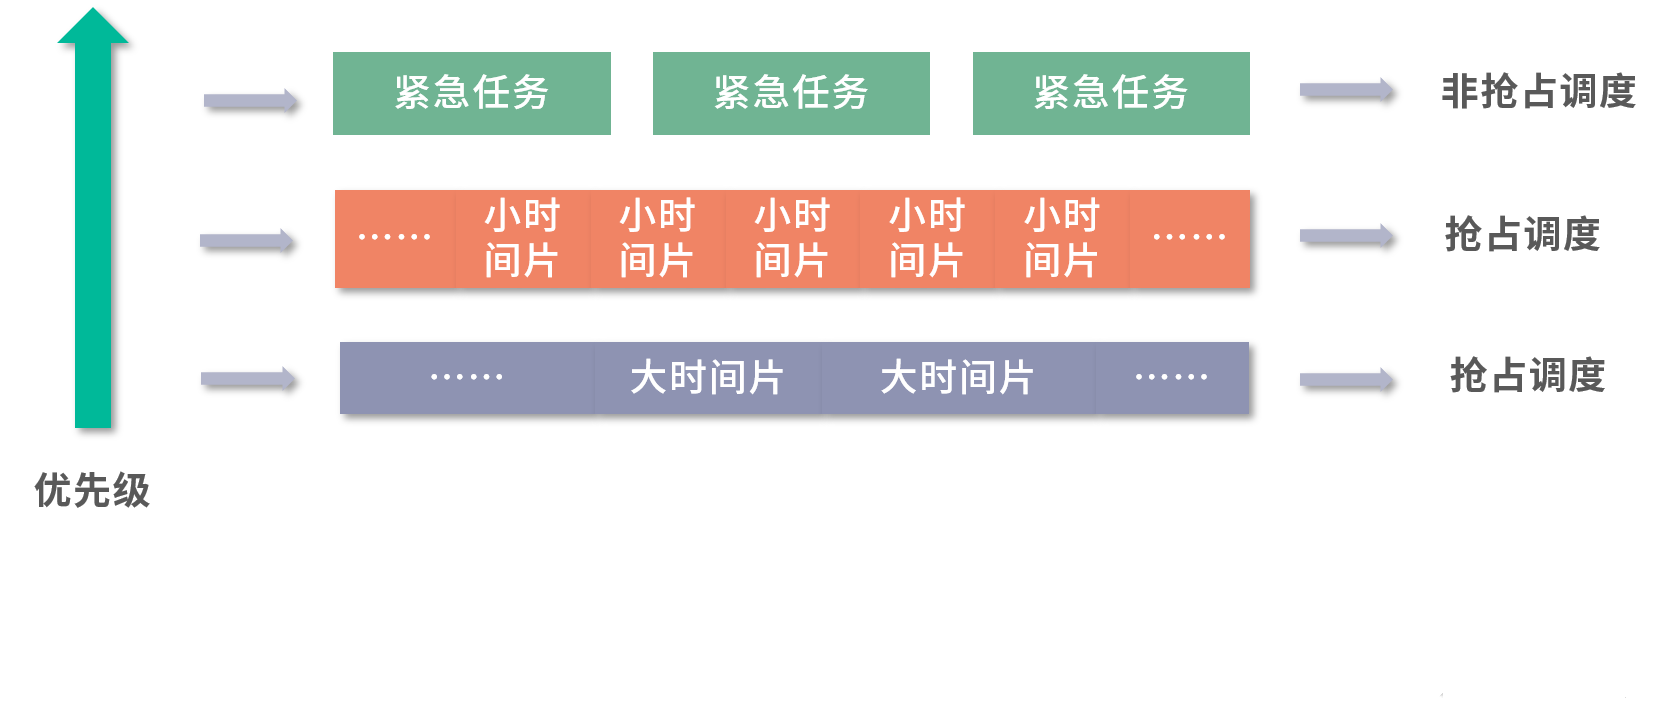 紧急任务 紧急任务 紧急任务 非抢占调度
…… 小时间片 小时间片 小时间片 小时间片 小时间片 …… 抢占调度
…… 大时间片 大时间片 …… 抢占调度
优先级